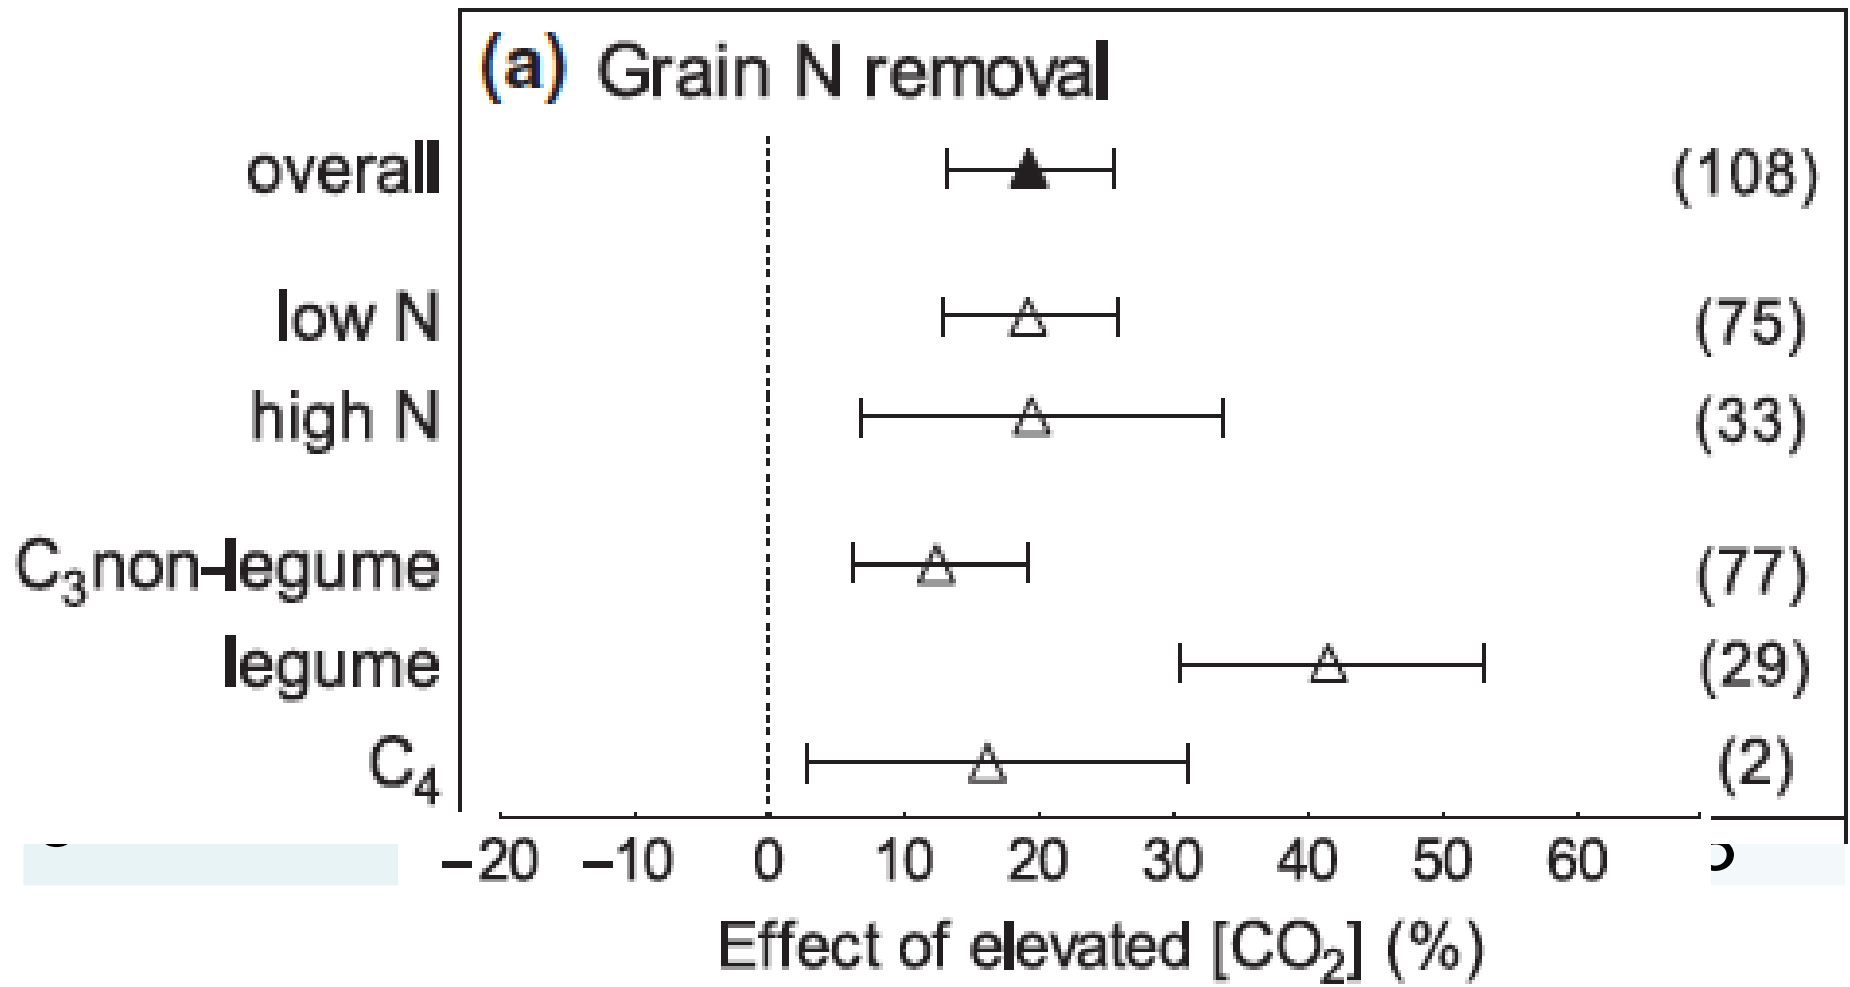 (a) Grain N removal
overall (108)
low N (75)
high N (33)
C₃non-legume (77)
legume (29)
C₄ (2)
–20 –10 0 10 20 30 40 50 60
Effect of elevated [CO₂] (%)